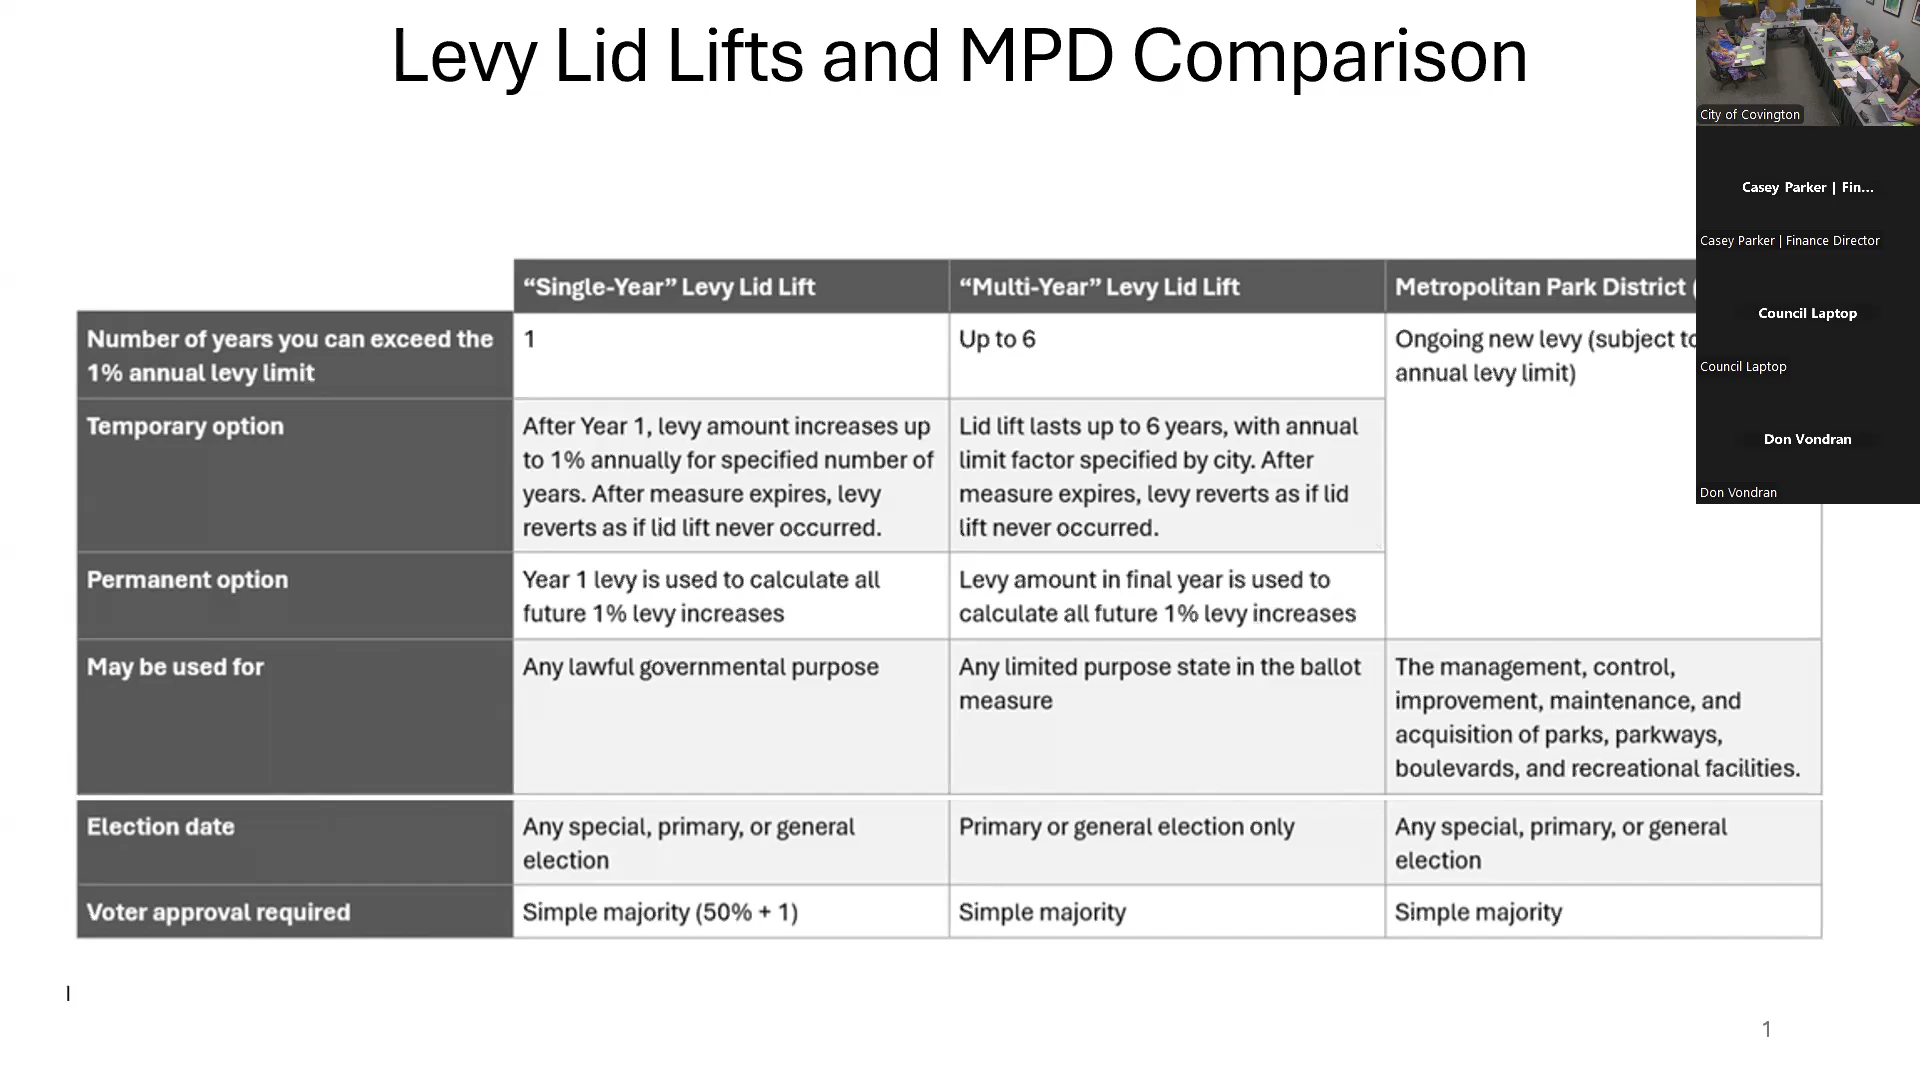 Levy Lid Lifts and MPD Comparison
City of Covington
Casey Parker | Fin...
Casey Parker | Finance Director
Council Laptop
Council Laptop
Don Vondran
Don Vondran
“Single-Year” Levy Lid Lift
“Multi-Year” Levy Lid Lift
Metropolitan Park District (
Number of years you can exceed the
1% annual levy limit
1
Up to 6
Ongoing new levy (subject to
annual levy limit)
Temporary option
After Year 1, levy amount increases up
to 1% annually for specified number of
years. After measure expires, levy
reverts as if lid lift never occurred.
Lid lift lasts up to 6 years, with annual
limit factor specified by city. After
measure expires, levy reverts as if lid
lift never occurred.
Permanent option
Year 1 levy is used to calculate all
future 1% levy increases
Levy amount in final year is used to
calculate all future 1% levy increases
May be used for
Any lawful governmental purpose
Any limited purpose state in the ballot
measure
The management, control,
improvement, maintenance, and
acquisition of parks, parkways,
boulevards, and recreational facilities.
Election date
Any special, primary, or general
election
Primary or general election only
Any special, primary, or general
election
Voter approval required
Simple majority (50% + 1)
Simple majority
Simple majority
1